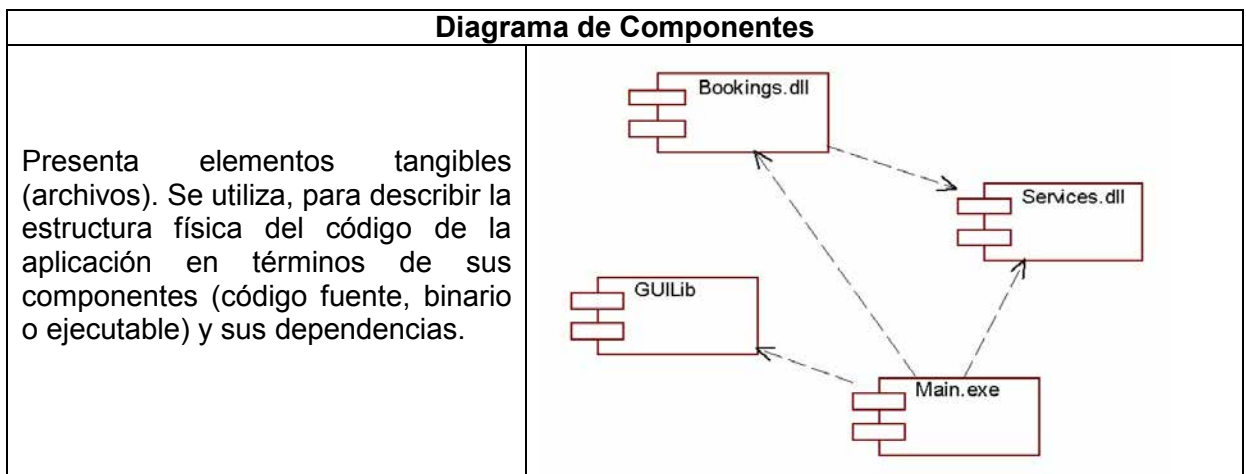 Diagrama de Componentes
Presenta elementos tangibles
(archivos). Se utiliza, para describir la
estructura física del código de la
aplicación en términos de sus
componentes (código fuente, binario
o ejecutable) y sus dependencias.
Bookings.dll
Services.dll
GUILib
Main.exe